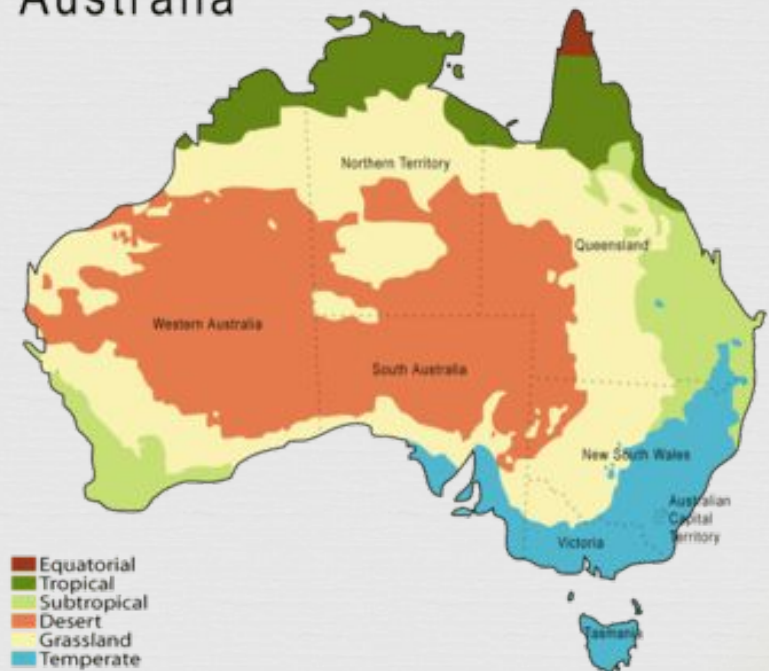 Australia
Northern Territory
Queensland
Western Australia
South Australia
New South Wales
Australian
Capital
Territory
Victoria
Tasmania
Equatorial
Tropical
Subtropical
Desert
Grassland
Temperate